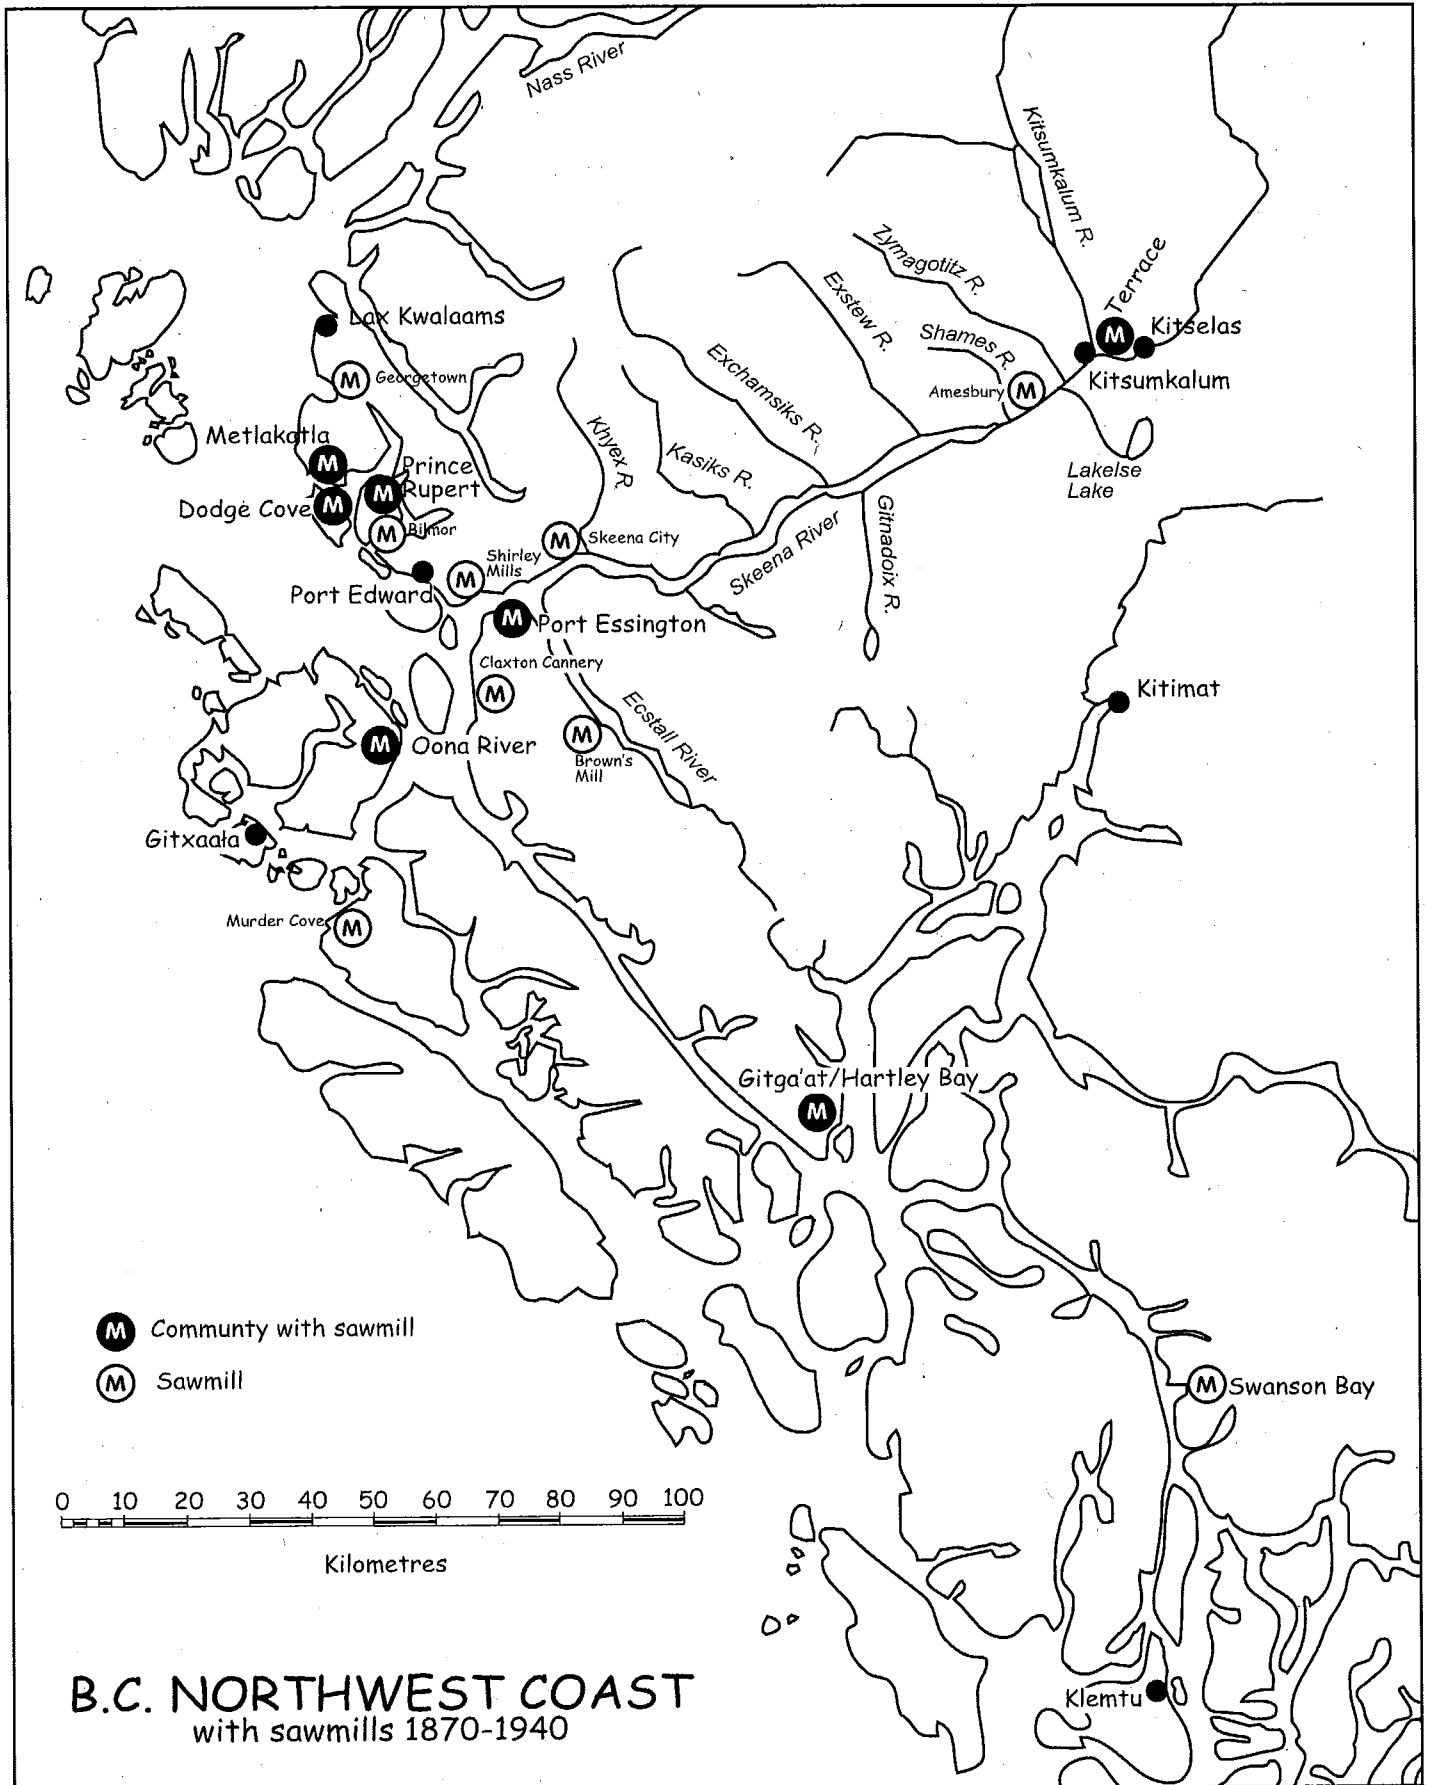 Nass River
Kitsumkalum R.
Zymagotitz R.
Terrace
M
Exstew R.
Shames R.
Kitselas
Lax Kwalaams
M
Georgetown
Exchamsiks R.
Amesbury
M
Kitsumkalum
Khyex R
Kasiks R.
Metlakatla
M
Prince
Rupert
M
Lakelse
Lake
Dodge Cove
M
M
Bilmor
M
Skeena City
Skeena River
Gitnadoix R.
Shirley
Mills
M
Port Edward
M
Port Essington
Claxton Cannery
M
Ecstall River
Kitimat
M
Oona River
M
Brown's
Mill
Gitxaała
Murder Cove
M
Gitga'at/Hartley Bay
M
M
Communty with sawmill
M
Sawmill
M
Swanson Bay
0 10 20 30 40 50 60 70 80 90 100
Kilometres
B.C. NORTHWEST COAST
with sawmills 1870-1940
Klemtu